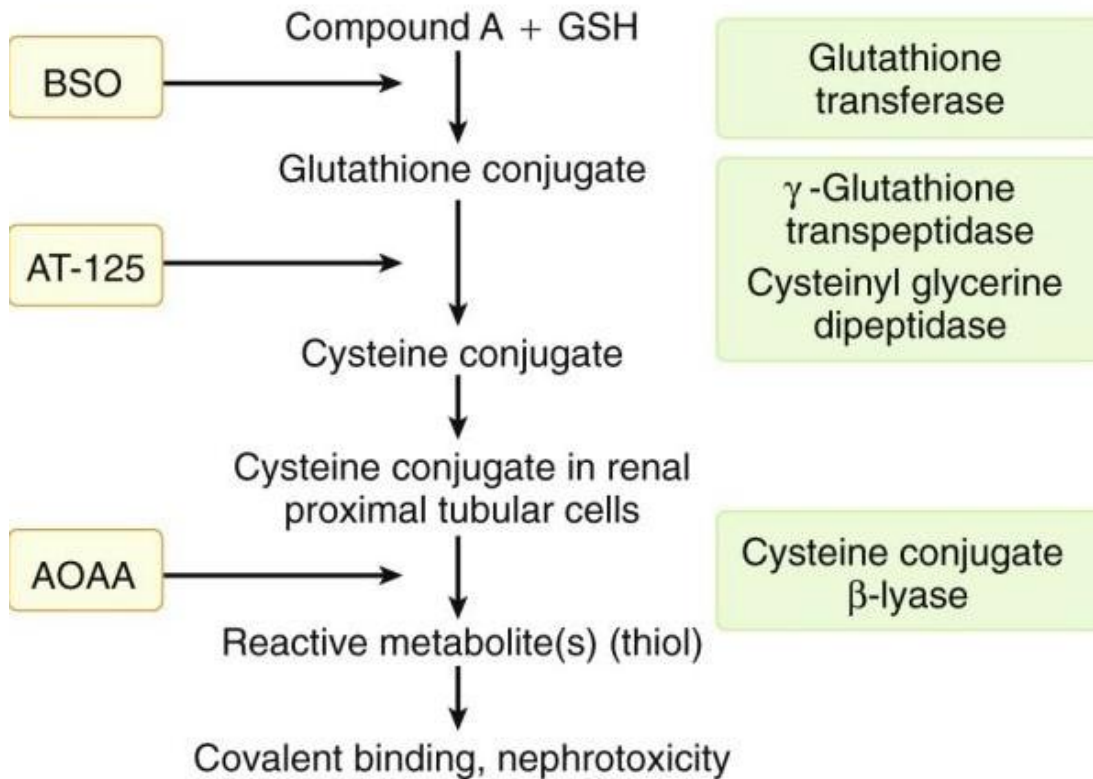 Compound A + GSH
BSO
Glutathione
transferase
Glutathione conjugate
γ-Glutathione
transpeptidase
AT-125
Cysteinyl glycerine
dipeptidase
Cysteine conjugate
Cysteine conjugate in renal
proximal tubular cells
AOAA
Cysteine conjugate
β-lyase
Reactive metabolite(s) (thiol)
Covalent binding, nephrotoxicity